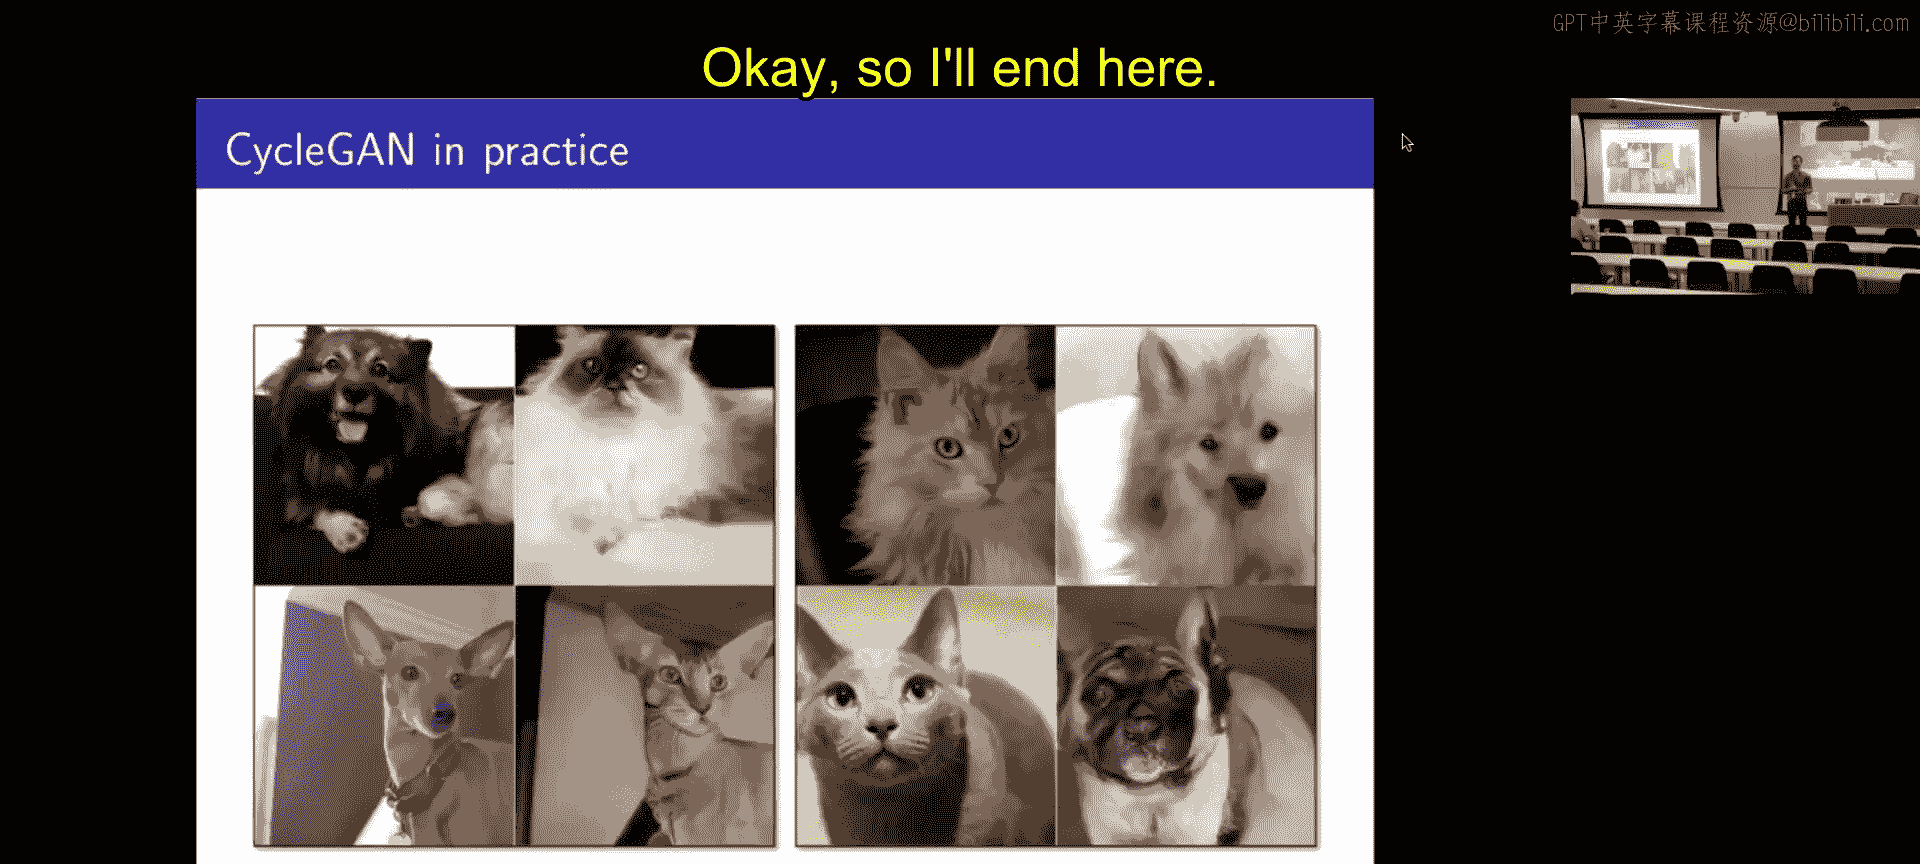 GPT中英字幕课程资源@bilibili.com
Okay, so I'll end here.
CycleGAN in practice